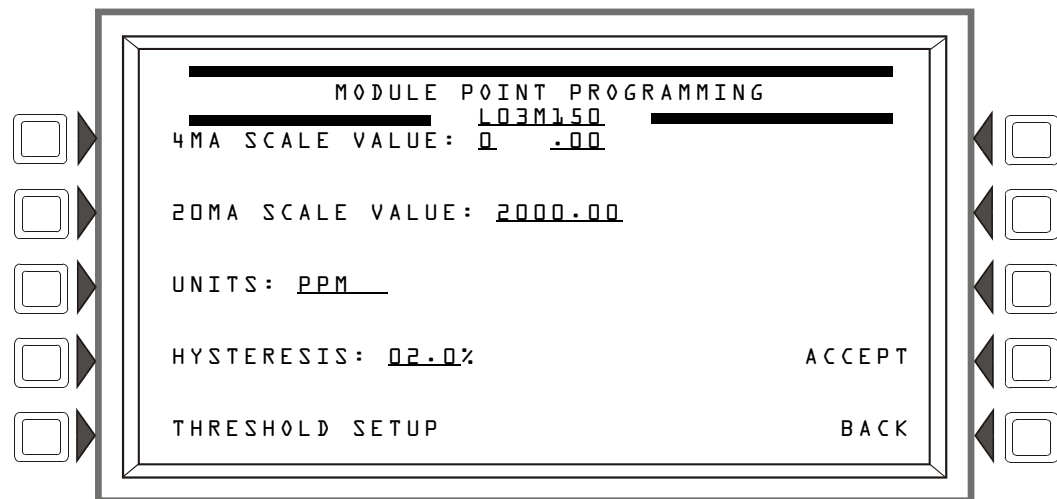 MODULE POINT PROGRAMMING
L03M150
4MA SCALE VALUE: 0 .00
20MA SCALE VALUE: 2000.00
UNITS: PPM
HYSTERESIS: 02.0%
ACCEPT
THRESHOLD SETUP
BACK